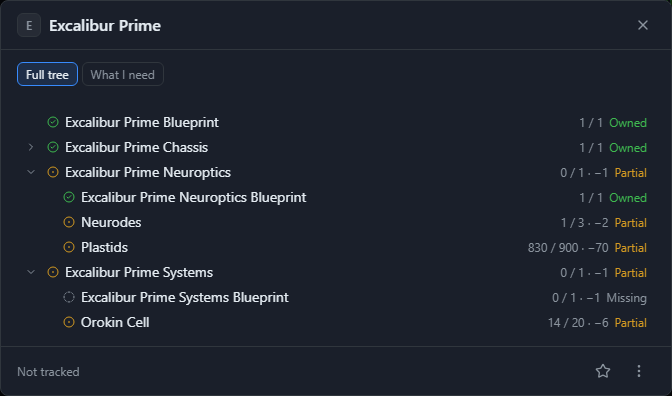 E Excalibur Prime
Full tree What I need
Excalibur Prime Blueprint 1 / 1 Owned
Excalibur Prime Chassis 1 / 1 Owned
Excalibur Prime Neuroptics 0 / 1 · −1 Partial
Excalibur Prime Neuroptics Blueprint 1 / 1 Owned
Neurodes 1 / 3 · −2 Partial
Plastids 830 / 900 · −70 Partial
Excalibur Prime Systems 0 / 1 · −1 Partial
Excalibur Prime Systems Blueprint 0 / 1 · −1 Missing
Orokin Cell 14 / 20 · −6 Partial
Not tracked